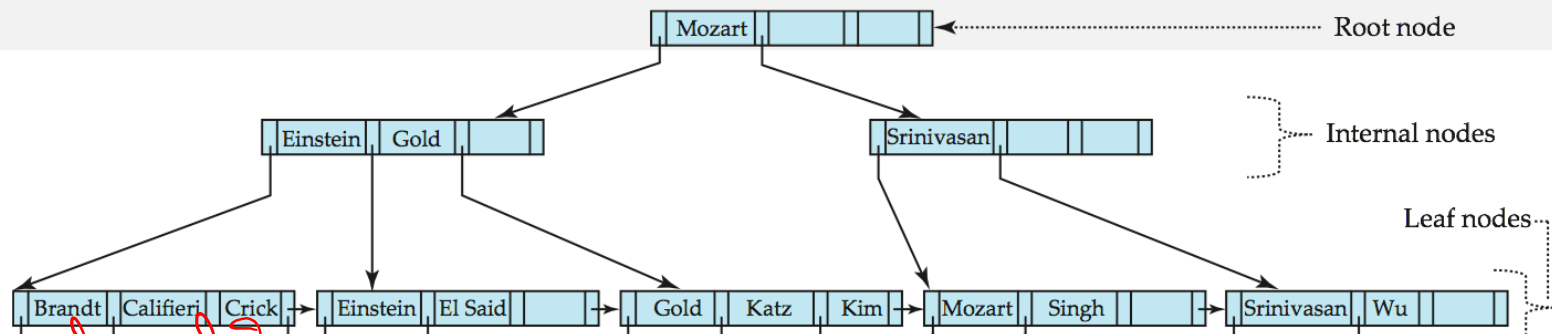 Mozart
Root node
Einstein Gold
Srinivasan
Internal nodes
Leaf nodes
Brandt Califieri Crick
Einstein El Said
Gold Katz Kim
Mozart Singh
Srinivasan Wu